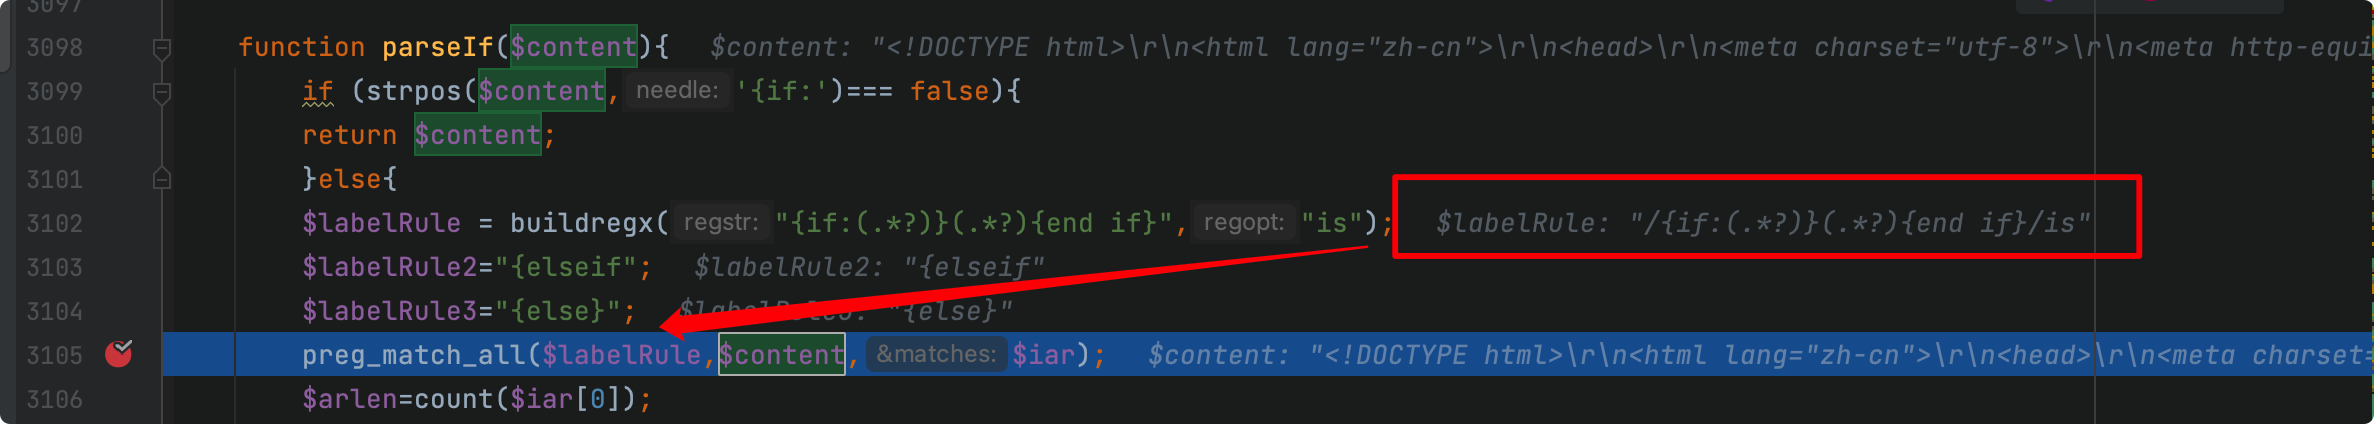 3097
3098 function parseIf($content){ $content: "<!DOCTYPE html>\r\n<html lang="zh-cn">\r\n<head>\r\n<meta charset="utf-8">\r\n<meta http-equi
3099 if (strpos($content, needle: '{if:')=== false){
3100 return $content;
3101 }else{
3102 $labelRule = buildregx( regstr: "{if:(.*?)}(.*?){end if}", regopt: "is"); $labelRule: "/{if:(.*?)}(.*?){end if}/is"
3103 $labelRule2="{elseif"; $labelRule2: "{elseif"
3104 $labelRule3="{else}"; $labelRule3: "{else}"
3105 preg_match_all($labelRule,$content, &matches: $iar); $content: "<!DOCTYPE html>\r\n<html lang="zh-cn">\r\n<head>\r\n<meta charset=
3106 $arlen=count($iar[0]);